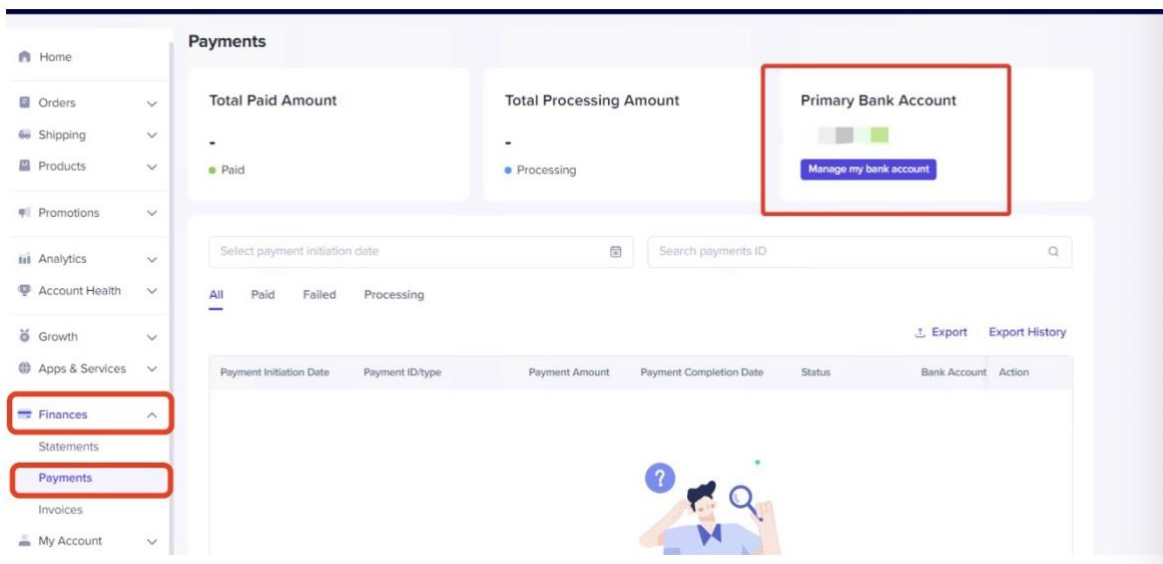 Home
Orders
Shipping
Products
Promotions
Analytics
Account Health
Growth
Apps & Services
Finances
Statements
Payments
Invoices
My Account
Payments
Total Paid Amount
-
Paid
Total Processing Amount
-
Processing
Primary Bank Account
Manage my bank account
Select payment initiation date
Search payments ID
All Paid Failed Processing
Export Export History
Payment Initiation Date Payment ID/type Payment Amount Payment Completion Date Status Bank Account Action
?